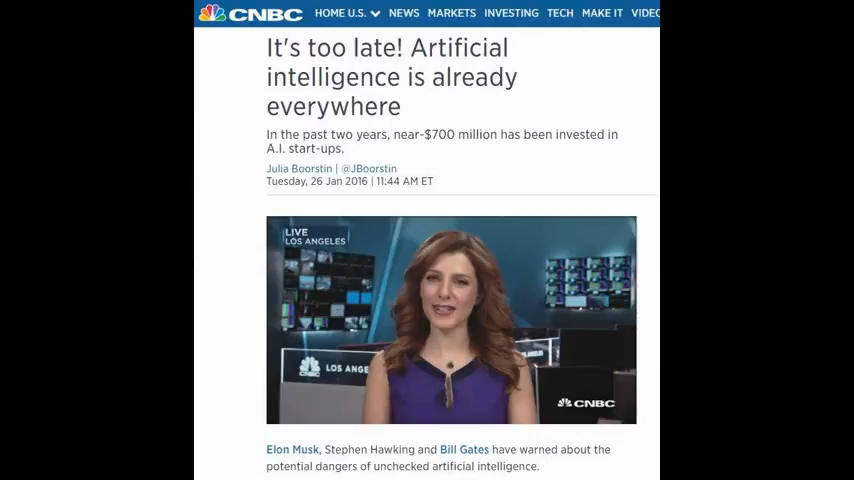 CNBC HOME U.S. NEWS MARKETS INVESTING TECH MAKE IT VIDEO
It's too late! Artificial
intelligence is already
everywhere
In the past two years, near-$700 million has been invested in
A.I. start-ups.
Julia Boorstin | @JBoorstin
Tuesday, 26 Jan 2016 | 11:44 AM ET
LIVE
LOS ANGELES
LOS ANGE
CNBC
Elon Musk, Stephen Hawking and Bill Gates have warned about the
potential dangers of unchecked artificial intelligence.